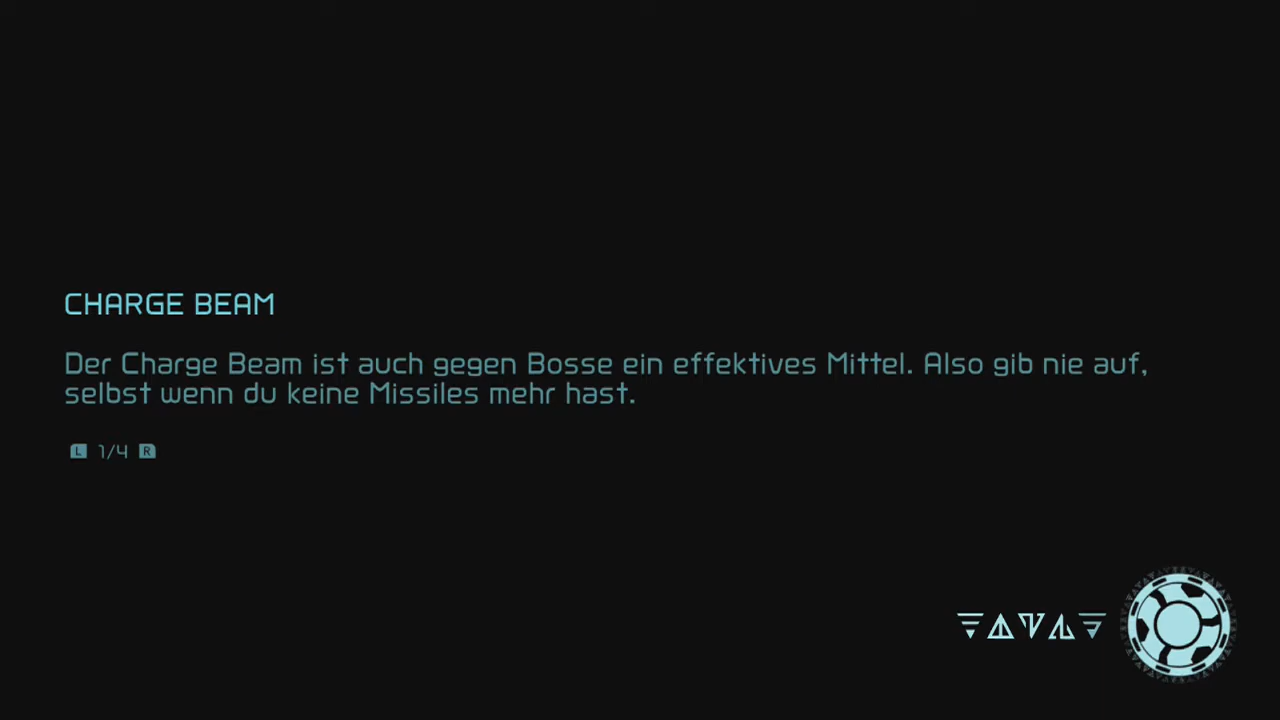 CHARGE BEAM
Der Charge Beam ist auch gegen Bosse ein effektives Mittel. Also gib nie auf,
selbst wenn du keine Missiles mehr hast.
L 1/4 R